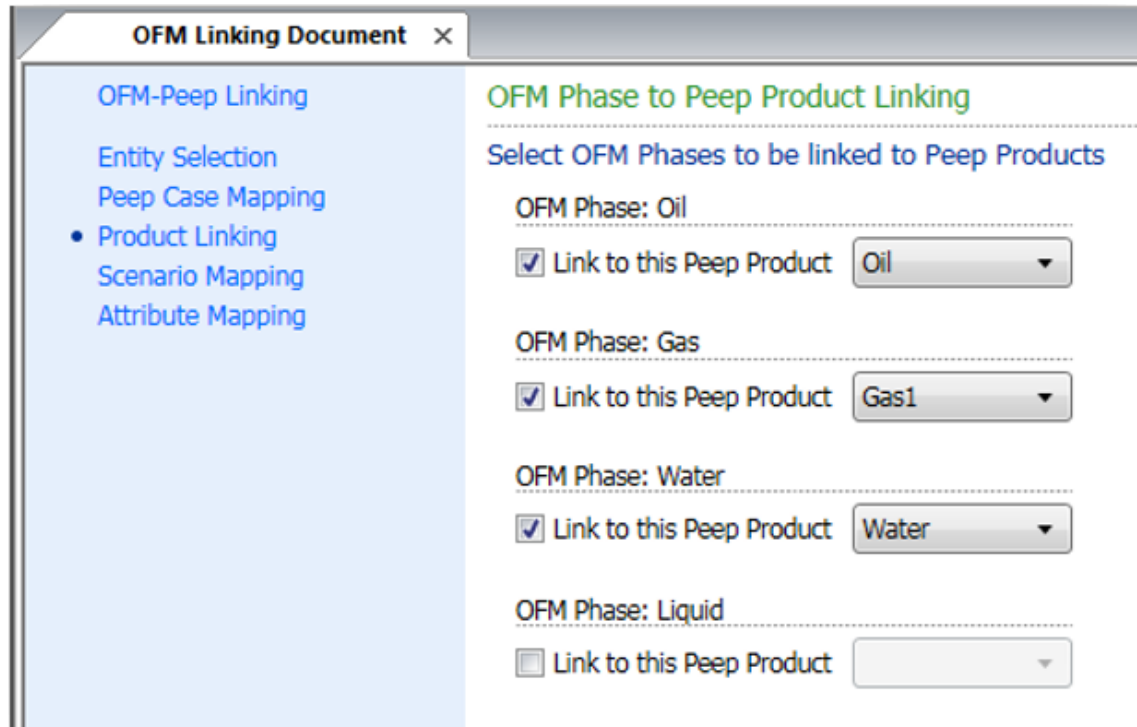 OFM Linking Document
OFM-Peep Linking
Entity Selection
Peep Case Mapping
Product Linking
Scenario Mapping
Attribute Mapping
OFM Phase to Peep Product Linking
Select OFM Phases to be linked to Peep Products
OFM Phase: Oil
Link to this Peep Product Oil
OFM Phase: Gas
Link to this Peep Product Gas1
OFM Phase: Water
Link to this Peep Product Water
OFM Phase: Liquid
Link to this Peep Product